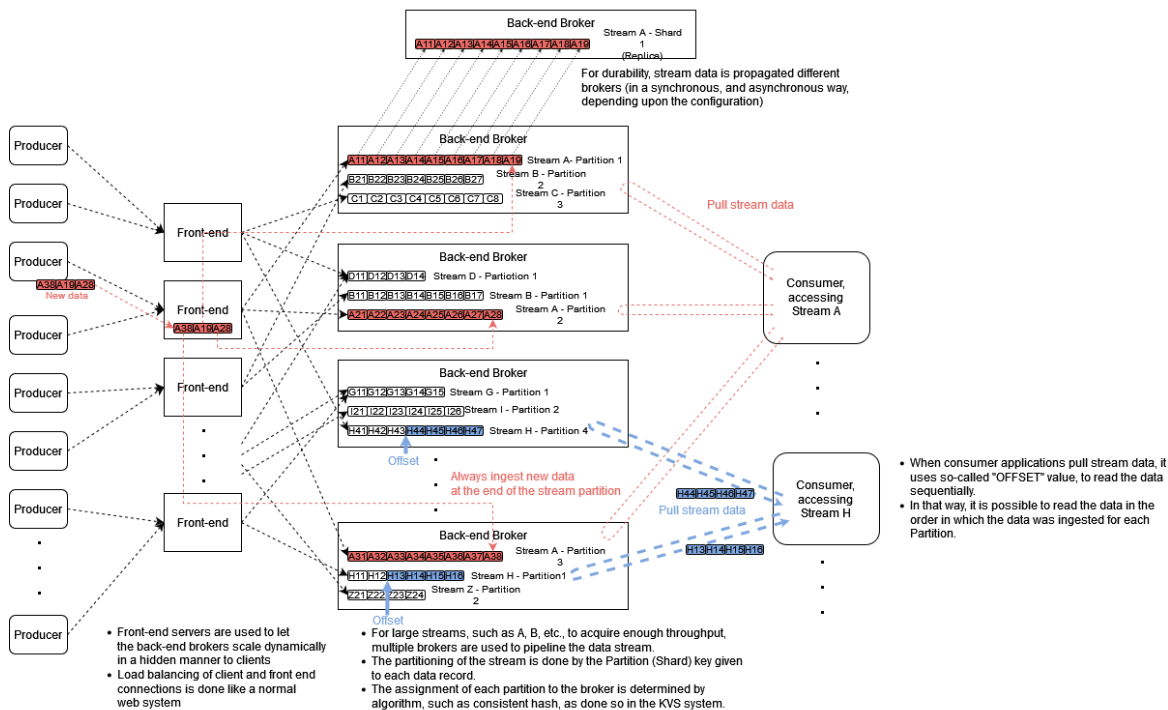 Back-end Broker
Stream A - Shard
1
(Replica)
A11 A12 A13 A14 A15 A16 A17 A18 A19
For durability, stream data is propagated different
brokers (in a synchronous, and asynchronous way,
depending upon the configuration)
Producer
Producer
Producer
A38 A19 A28
New data
Producer
Producer
Producer
Producer
Producer
Front-end
Front-end
A38 A19 A28
Front-end
Front-end
Back-end Broker
A11 A12 A13 A14 A15 A16 A17 A18 A19
Stream A- Partition 1
B21 B22 B23 B24 B25 B26 B27
Stream B - Partition
2
C1 C2 C3 C4 C5 C6 C7 C8
Stream C - Partition
3
Back-end Broker
D11 D12 D13 D14
Stream D - Partiotion 1
B11 B12 B13 B14 B15 B16 B17
Stream B - Partition 1
A21 A22 A23 A24 A25 A26 A27 A28
Stream A - Partition
2
Back-end Broker
G11 G12 G13 G14 G15
Stream G - Partition 1
I21 I22 I23 I24 I25 I26
Stream I - Partition 2
H41 H42 H43 H44 H45 H46 H47
Stream H - Partition 4
Offset
Always ingest new data
at the end of the stream partition
Back-end Broker
A31 A32 A33 A34 A35 A36 A37 A38
Stream A - Partition
3
H11 H12 H13 H14 H15 H16
Stream H - Partition1
Z21 Z22 Z23 Z24
Stream Z - Partition
2
Offset
Pull stream data
Consumer,
accessing
Stream A
H44 H45 H46 H47
Pull stream data
H13 H14 H15 H16
Consumer,
accessing
Stream H
• When consumer applications pull stream data, it
uses so-called "OFFSET" value, to read the data
sequentially.
• In that way, it is possible to read the data in the
order in which the data was ingested for each
Partition.
• Front-end servers are used to let
the back-end brokers scale dynamically
in a hidden manner to clients
• Load balancing of client and front end
connections is done like a normal
web system
• For large streams, such as A, B, etc., to acquire enough throughput,
multiple brokers are used to pipeline the data stream.
• The partitioning of the stream is done by the Partition (Shard) key given
to each data record.
• The assignment of each partition to the broker is determined by
algorithm, such as consistent hash, as done so in the KVS system.